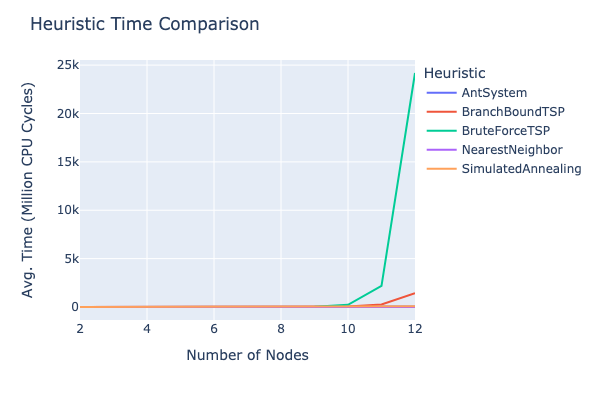 Heuristic Time Comparison
25k
20k
15k
10k
5k
0
2
4
6
8
10
12
Avg. Time (Million CPU Cycles)
Number of Nodes
Heuristic
AntSystem
BranchBoundTSP
BruteForceTSP
NearestNeighbor
SimulatedAnnealing